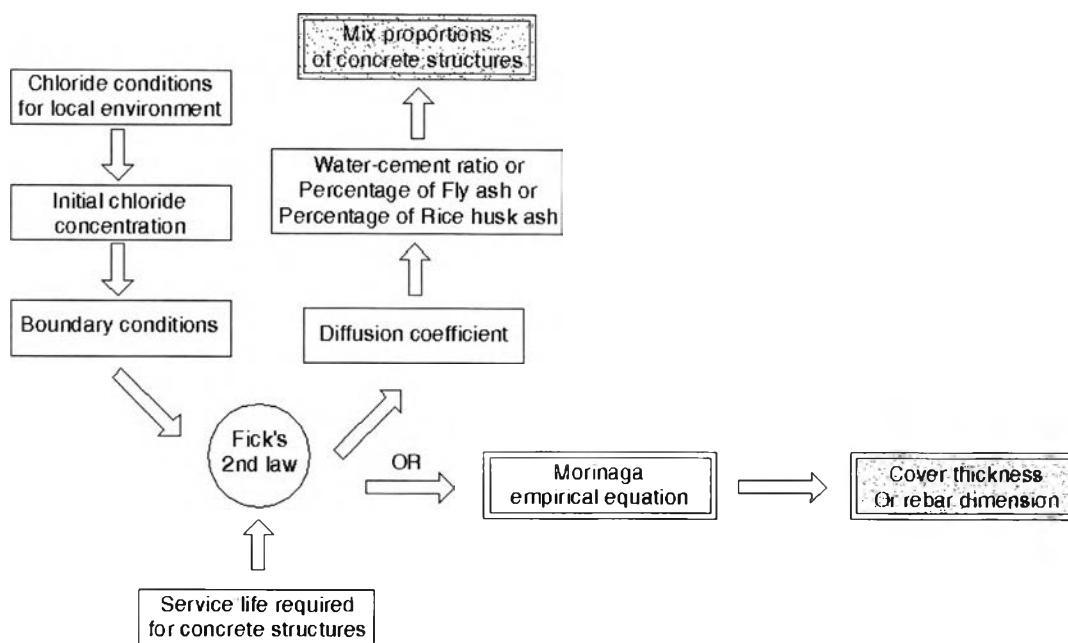 Mix proportions
of concrete structures
Chloride conditions
for local environment
Water-cement ratio or
Percentage of Fly ash or
Percentage of Rice husk ash
Initial chloride
concentration
Boundary conditions
Diffusion coefficient
Fick's
2nd law
OR
Morinaga
empirical equation
Cover thickness
Or rebar dimension
Service life required
for concrete structures